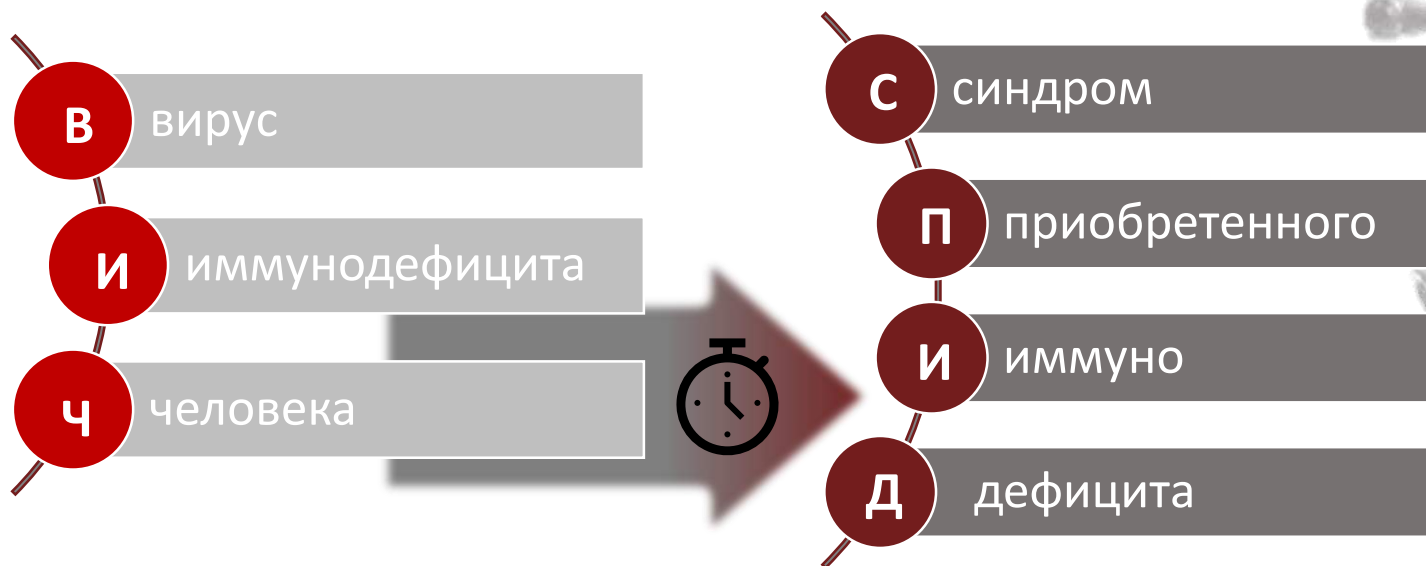 В вирус
И иммунодефицита
Ч человека
С синдром
П приобретенного
И иммуно
Д дефицита